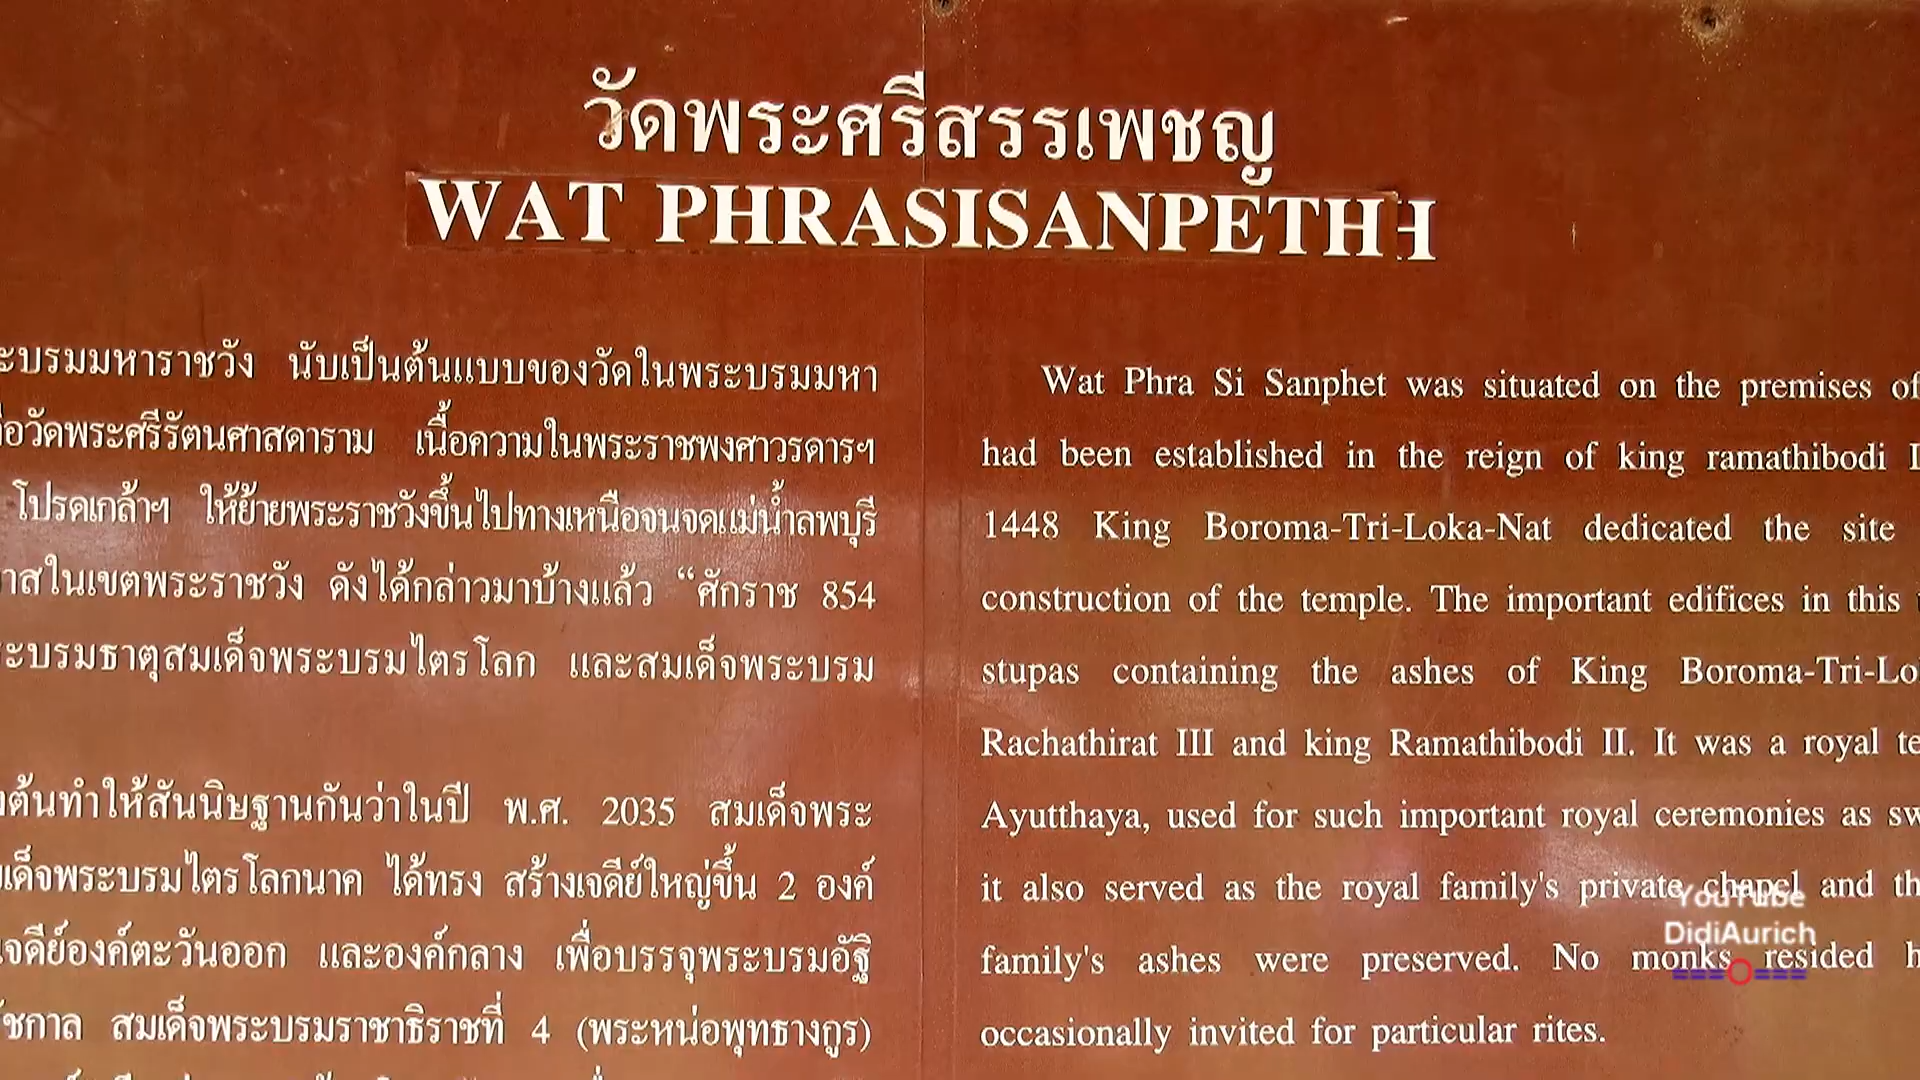 วัดพระศรีสรรเพชญ
WAT PHRASISANPETH
ะบรมมหาราชวัง นับเป็นต้นแบบของวัดในพระบรมมหา
อวัดพระศรีรัตนศาสดาราม เนื้อความในพระราชพงศาวรดารฯ
โปรดเกล้าฯ ให้ย้ายพระราชวังขึ้นไปทางเหนือจนจดแม่น้ำลพบุรี
าสในเขตพระราชวัง ดังได้กล่าวมาบ้างแล้ว “ศักราช 854
ะบรมธาตุสมเด็จพระบรมไตรโลก และสมเด็จพระบรม
ต้นทำให้สันนิษฐานกันว่าในปี พ.ศ. 2035 สมเด็จพระ
เด็จพระบรมไตรโลกนาค ได้ทรง สร้างเจดีย์ใหญ่ขึ้น 2 องค์
เจดีย์องค์ตะวันออก และองค์กลาง เพื่อบรรจุพระบรมอัฐิ
ัชกาล สมเด็จพระบรมราชาธิราชที่ 4 (พระหน่อพุทธางกูร)
Wat Phra Si Sanphet was situated on the premises of
had been established in the reign of king ramathibodi I
1448 King Boroma-Tri-Loka-Nat dedicated the site
construction of the temple. The important edifices in this
stupas containing the ashes of King Boroma-Tri-Lo
Rachathirat III and king Ramathibodi II. It was a royal te
Ayutthaya, used for such important royal ceremonies as sw
it also served as the royal family's private chapel and th
family's ashes were preserved. No monks resided h
occasionally invited for particular rites.
YouTube
DidiAurich